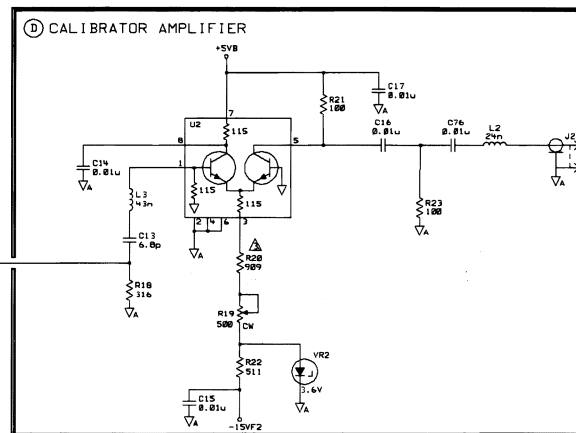 D CALIBRATOR AMPLIFIER
+5VB
C17
0.01u
A
R21
100
U2
7
115
8
5
C16
0.01u
C76
0.01u
L2
24n
J2
A
C14
0.01u
A
1
115
115
L3
43n
2 4 6 3
A
R23
100
A
C13
6.8p
3
R20
909
R18
316
A
R19
500
CW
R22
511
VR2
3.6V
A
C15
0.01u
A
-15VF2